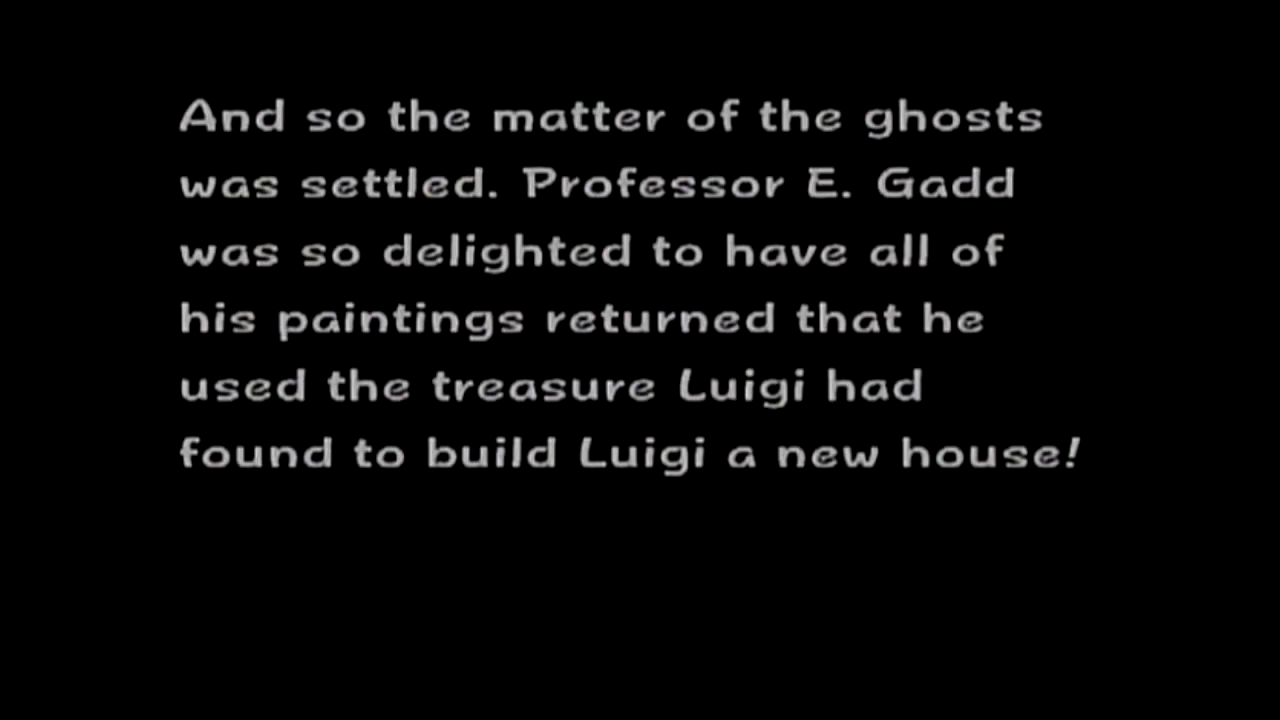 And so the matter of the ghosts
was settled. Professor E. Gadd
was so delighted to have all of
his paintings returned that he
used the treasure Luigi had
found to build Luigi a new house!